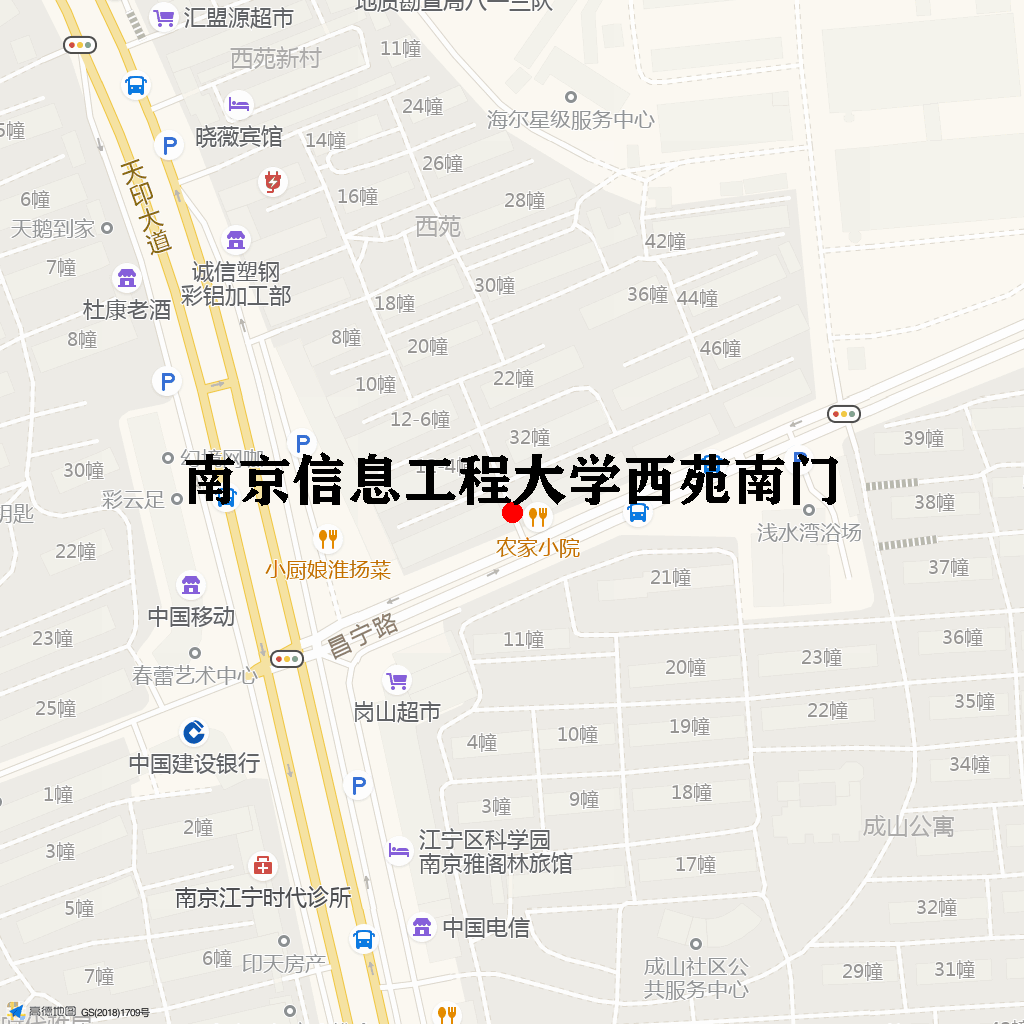 地质勘查局八一三队
汇盟源超市
西苑新村
11幢
24幢
海尔星级服务中心
晓薇宾馆
14幢
26幢
6幢
16幢
28幢
天印大道
天鹅到家
西苑
42幢
7幢
诚信塑钢
彩铝加工部
30幢
36幢
44幢
杜康老酒
18幢
8幢
8幢
20幢
46幢
10幢
22幢
12-6幢
32幢
39幢
30幢
南京信息工程大学西苑南门
彩云足
38幢
钥匙
浅水湾浴场
22幢
小厨娘淮扬菜
农家小院
37幢
21幢
中国移动
昌宁路
23幢
11幢
36幢
春蕾艺术中心
20幢
23幢
25幢
岗山超市
35幢
22幢
19幢
4幢
10幢
中国建设银行
34幢
1幢
3幢
9幢
18幢
2幢
成山公寓
3幢
江宁区科学园
南京雅阁林旅馆
17幢
南京江宁时代诊所
5幢
32幢
中国电信
6幢
印天房产
7幢
成山社区公
共服务中心
29幢
31幢
高德地图 GS(2018)1709号